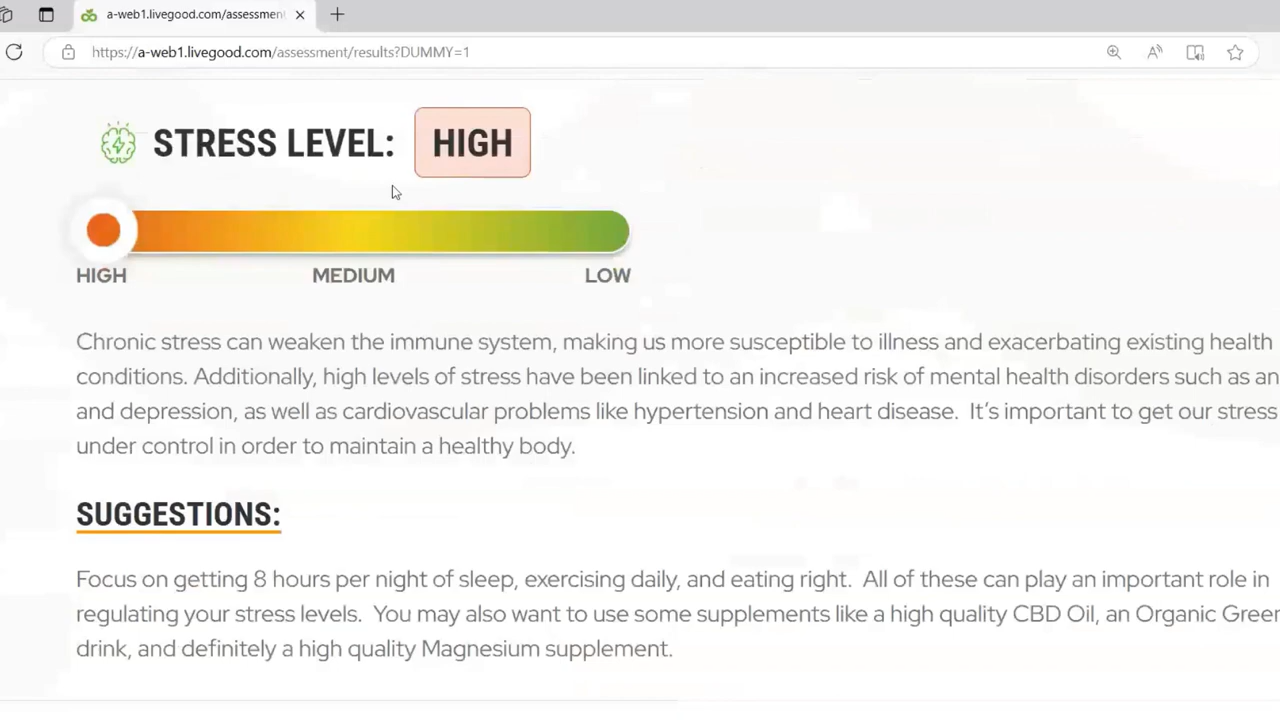 a-web1.livegood.com/assessment
https://a-web1.livegood.com/assessment/results?DUMMY=1
STRESS LEVEL: HIGH
HIGH MEDIUM LOW
Chronic stress can weaken the immune system, making us more susceptible to illness and exacerbating existing health
conditions. Additionally, high levels of stress have been linked to an increased risk of mental health disorders such as an
and depression, as well as cardiovascular problems like hypertension and heart disease. It's important to get our stress
under control in order to maintain a healthy body.
SUGGESTIONS:
Focus on getting 8 hours per night of sleep, exercising daily, and eating right. All of these can play an important role in
regulating your stress levels. You may also want to use some supplements like a high quality CBD Oil, an Organic Green
drink, and definitely a high quality Magnesium supplement.